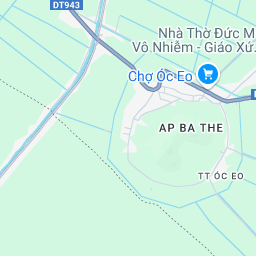 DT943
Nhà Thờ Đức M
Vô Nhiễm - Giáo Xứ.
Chợ Óc Eo
AP BA THE
TT ÓC EO